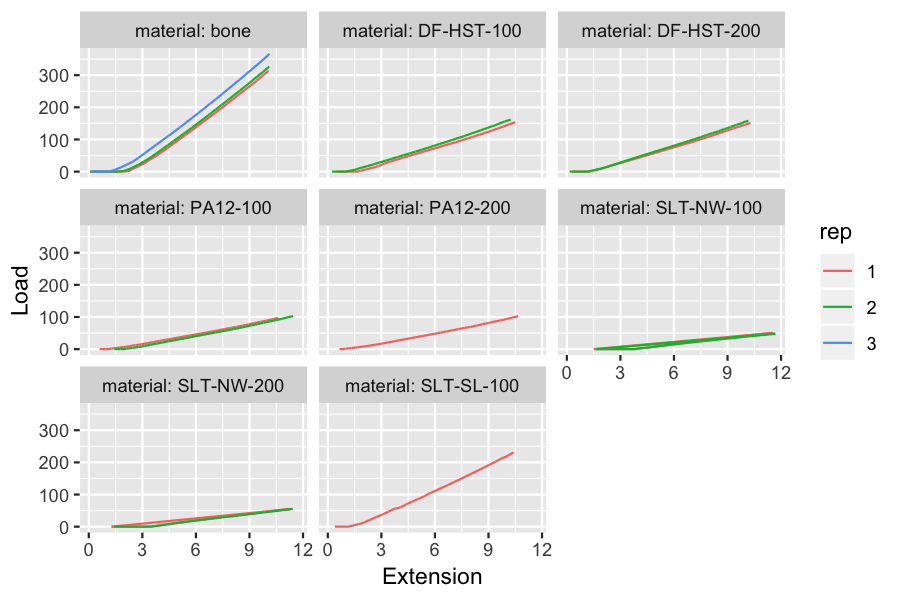 material: bone material: DF-HST-100 material: DF-HST-200
300
200
100
0
material: PA12-100 material: PA12-200 material: SLT-NW-100
300
200
100
0
0 3 6 9 12
material: SLT-NW-200 material: SLT-SL-100
300
200
100
0
0 3 6 9 12 0 3 6 9 12
Load
Extension
rep
1
2
3